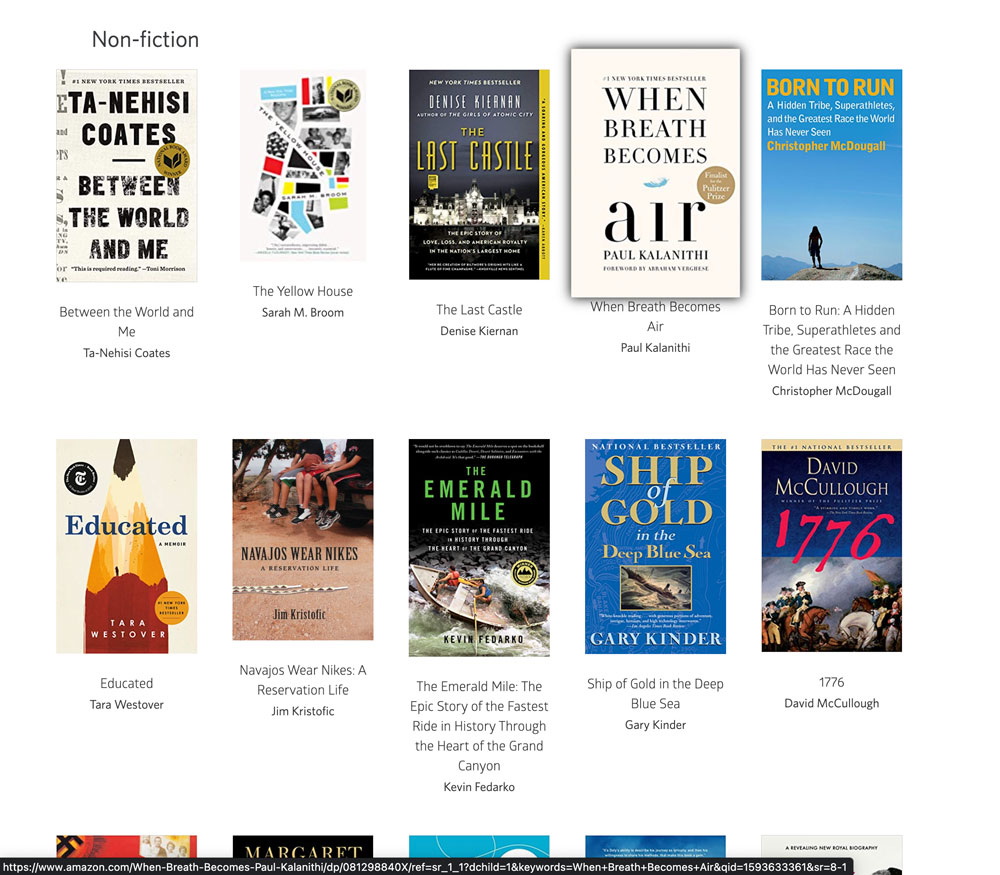 Non-fiction
#1 NEW YORK TIMES BESTSELLER
TA-NEHISI
COATES
BETWEEN
THE WORLD
AND ME
"This is required reading." —Toni Morrison
NATIONAL BOOK AWARD WINNER
Between the World and
Me
Ta-Nehisi Coates
THE YELLOW HOUSE
SARAH M. BROOM
The Yellow House
Sarah M. Broom
NEW YORK TIMES BESTSELLER
DENISE KIERNAN
AUTHOR OF THE GIRLS OF ATOMIC CITY
THE
LAST CASTLE
THE EPIC STORY OF
LOVE, LOSS, AND AMERICAN ROYALTY
IN THE NATION'S LARGEST HOME
The Last Castle
Denise Kiernan
#1 NEW YORK TIMES BESTSELLER
WHEN
BREATH
BECOMES
air
Finalist
for the
Pulitzer
Prize
PAUL KALANITHI
FOREWORD BY ABRAHAM VERGHESE
When Breath Becomes
Air
Paul Kalanithi
BORN TO RUN
A Hidden Tribe, Superathletes,
and the Greatest Race the World
Has Never Seen
Christopher McDougall
Born to Run: A Hidden
Tribe, Superathletes and
the Greatest Race the
World Has Never Seen
Christopher McDougall
Educated
A MEMOIR
#1 NEW YORK
TIMES
BESTSELLER
TARA
WESTOVER
Educated
Tara Westover
NAVAJOS WEAR NIKES
A RESERVATION LIFE
Jim Kristofic
Navajos Wear Nikes: A
Reservation Life
Jim Kristofic
THE
EMERALD
MILE
THE EPIC STORY OF THE FASTEST RIDE
IN HISTORY THROUGH
THE HEART OF THE GRAND CANYON
KEVIN FEDARKO
The Emerald Mile: The
Epic Story of the Fastest
Ride in History Through
the Heart of the Grand
Canyon
Kevin Fedarko
NATIONAL BESTSELLER
SHIP
of
GOLD
in the
Deep Blue Sea
GARY KINDER
Ship of Gold in the Deep
Blue Sea
Gary Kinder
THE #1 NATIONAL BESTSELLER
DAVID
McCULLOUGH
WINNER OF THE PULITZER PRIZE
1776
1776
David McCullough
MARGARET
A REVEALING NEW ROYAL BIOGRAPHY
https://www.amazon.com/When-Breath-Becomes-Paul-Kalanithi/dp/081298840X/ref=sr_1_1?dchild=1&keywords=When+Breath+Becomes+Air&qid=1593633361&sr=8-1